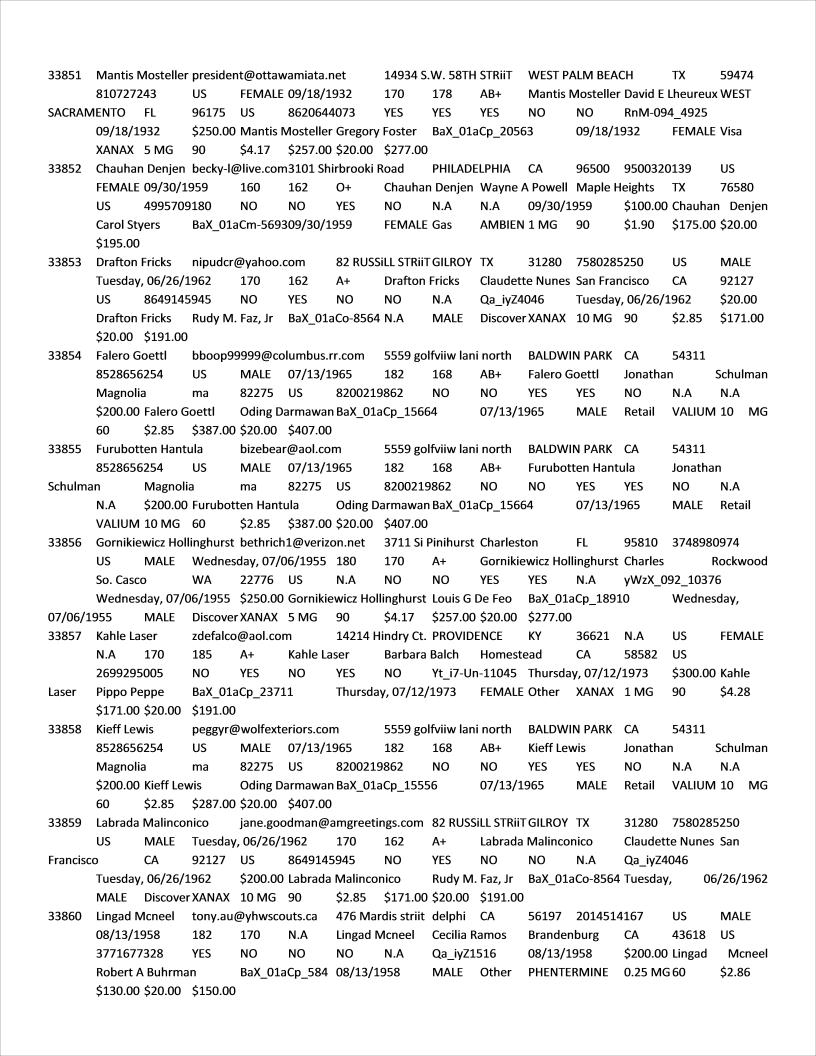 33851 Mantis Mosteller president@ottawamiata.net 14934 S.W. 58TH STRiiT WEST PALM BEACH TX 59474
810727243 US FEMALE 09/18/1932 170 178 AB+ Mantis Mosteller David E Lheureux WEST
SACRAMENTO FL 96175 US 8620644073 YES YES YES NO NO RnM-094_4925
09/18/1932 $250.00 Mantis Mosteller Gregory Foster BaX_01aCp_20563 09/18/1932 FEMALE Visa
XANAX 5 MG 90 $4.17 $257.00 $20.00 $277.00
33852 Chauhan Denjen becky-l@live.com3101 Shirbrooki Road PHILADELPHIA CA 96500 9500320139 US
FEMALE 09/30/1959 160 162 O+ Chauhan Denjen Wayne A Powell Maple Heights TX 76580
US 4995709180 NO NO YES NO N.A N.A 09/30/1959 $100.00 Chauhan Denjen
Carol Styers BaX_01aCm-569309/30/1959 FEMALE Gas AMBIEN 1 MG 90 $1.90 $175.00 $20.00
$195.00
33853 Drafton Fricks nipudcr@yahoo.com 82 RUSSiLL STRiiT GILROY TX 31280 7580285250 US MALE
Tuesday, 06/26/1962 170 162 A+ Drafton Fricks Claudette Nunes San Francisco CA 92127
US 8649145945 NO YES NO NO N.A Qa_iyZ4046 Tuesday, 06/26/1962 $20.00
Drafton Fricks Rudy M. Faz, Jr BaX_01aCo-8564 N.A MALE Discover XANAX 10 MG 90 $2.85 $171.00
$20.00 $191.00
33854 Falero Goettl bboop99999@columbus.rr.com 5559 golfviiw lani north BALDWIN PARK CA 54311
8528656254 US MALE 07/13/1965 182 168 AB+ Falero Goettl Jonathan Schulman
Magnolia ma 82275 US 8200219862 NO NO YES YES NO N.A N.A
$200.00 Falero Goettl Oding Darmawan BaX_01aCp_15664 07/13/1965 MALE Retail VALIUM 10 MG
60 $2.85 $387.00 $20.00 $407.00
33855 Furubotten Hantula bizebear@aol.com 5559 golfviiw lani north BALDWIN PARK CA 54311
8528656254 US MALE 07/13/1965 182 168 AB+ Furubotten Hantula Jonathan
Schulman Magnolia ma 82275 US 8200219862 NO NO YES YES NO N.A
N.A $200.00 Furubotten Hantula Oding Darmawan BaX_01aCp_15664 07/13/1965 MALE Retail
VALIUM 10 MG 60 $2.85 $387.00 $20.00 $407.00
33856 Gornikiewicz Hollinghurst bethrich1@verizon.net 3711 Si Pinihurst Charleston FL 95810 3748980974
US MALE Wednesday, 07/06/1955 180 170 A+ Gornikiewicz Hollinghurst Charles Rockwood
So. Casco WA 22776 US N.A NO NO YES YES N.A yWzX_092_10376
Wednesday, 07/06/1955 $250.00 Gornikiewicz Hollinghurst Louis G De Feo BaX_01aCp_18910 Wednesday,
07/06/1955 MALE Discover XANAX 5 MG 90 $4.17 $257.00 $20.00 $277.00
33857 Kahle Laser zdefalco@aol.com 14214 Hindry Ct. PROVIDENCE KY 36621 N.A US FEMALE
N.A 170 185 A+ Kahle Laser Barbara Balch Homestead CA 58582 US
2699295005 NO YES NO YES NO Yt_i7-Un-11045 Thursday, 07/12/1973 $300.00 Kahle
Laser Pippo Peppe BaX_01aCp_23711 Thursday, 07/12/1973 FEMALE Other XANAX 1 MG 90 $4.28
$171.00 $20.00 $191.00
33858 Kieff Lewis peggyr@wolfexteriors.com 5559 golfviiw lani north BALDWIN PARK CA 54311
8528656254 US MALE 07/13/1965 182 168 AB+ Kieff Lewis Jonathan Schulman
Magnolia ma 82275 US 8200219862 NO NO YES YES NO N.A N.A
$200.00 Kieff Lewis Oding Darmawan BaX_01aCp_15556 07/13/1965 MALE Retail VALIUM 10 MG
60 $2.85 $287.00 $20.00 $407.00
33859 Labrada Malinconico jane.goodman@amgreetings.com 82 RUSSiLL STRiiT GILROY TX 31280 7580285250
US MALE Tuesday, 06/26/1962 170 162 A+ Labrada Malinconico Claudette Nunes San
Francisco CA 92127 US 8649145945 NO YES NO NO N.A Qa_iyZ4046
Tuesday, 06/26/1962 $200.00 Labrada Malinconico Rudy M. Faz, Jr BaX_01aCo-8564 Tuesday, 06/26/1962
MALE Discover XANAX 10 MG 90 $2.85 $171.00 $20.00 $191.00
33860 Lingad Mcneel tony.au@yhwscouts.ca 476 Mardis striit delphi CA 56197 2014514167 US MALE
08/13/1958 182 170 N.A Lingad Mcneel Cecilia Ramos Brandenburg CA 43618 US
3771677328 YES NO NO NO N.A Qa_iyZ1516 08/13/1958 $200.00 Lingad Mcneel
Robert A Buhrman BaX_01aCp_584 08/13/1958 MALE Other PHENTERMINE 0.25 MG 60 $2.86
$130.00 $20.00 $150.00